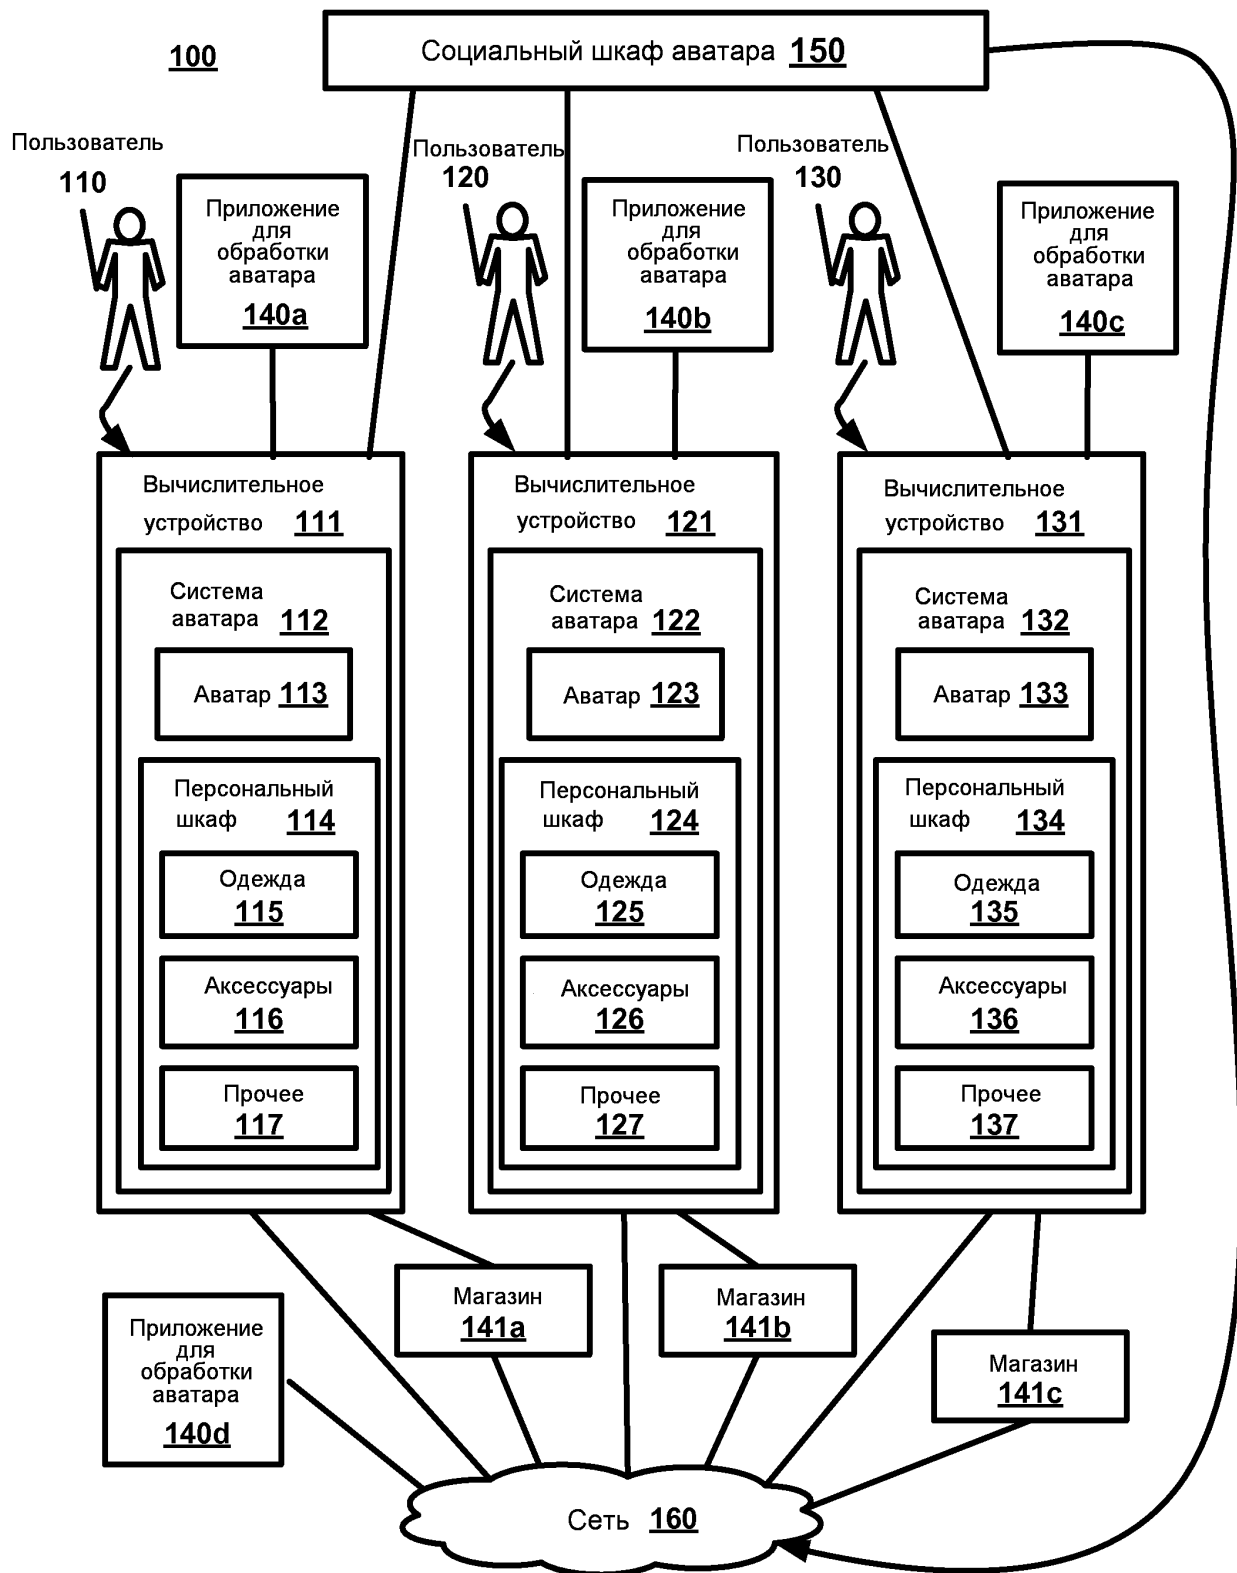 100
Социальный шкаф аватара 150
Пользователь
110
Пользователь
120
Пользователь
130
Приложение
для
обработки
аватара
140a
Приложение
для
обработки
аватара
140b
Приложение
для
обработки
аватара
140c
Вычислительное
устройство 111
Система
аватара 112
Аватар 113
Персональный
шкаф 114
Одежда
115
Аксессуары
116
Прочее
117
Вычислительное
устройство 121
Система
аватара 122
Аватар 123
Персональный
шкаф 124
Одежда
125
Аксессуары
126
Прочее
127
Вычислительное
устройство 131
Система
аватара 132
Аватар 133
Персональный
шкаф 134
Одежда
135
Аксессуары
136
Прочее
137
Приложение
для
обработки
аватара
140d
Магазин
141a
Магазин
141b
Магазин
141c
Сеть 160